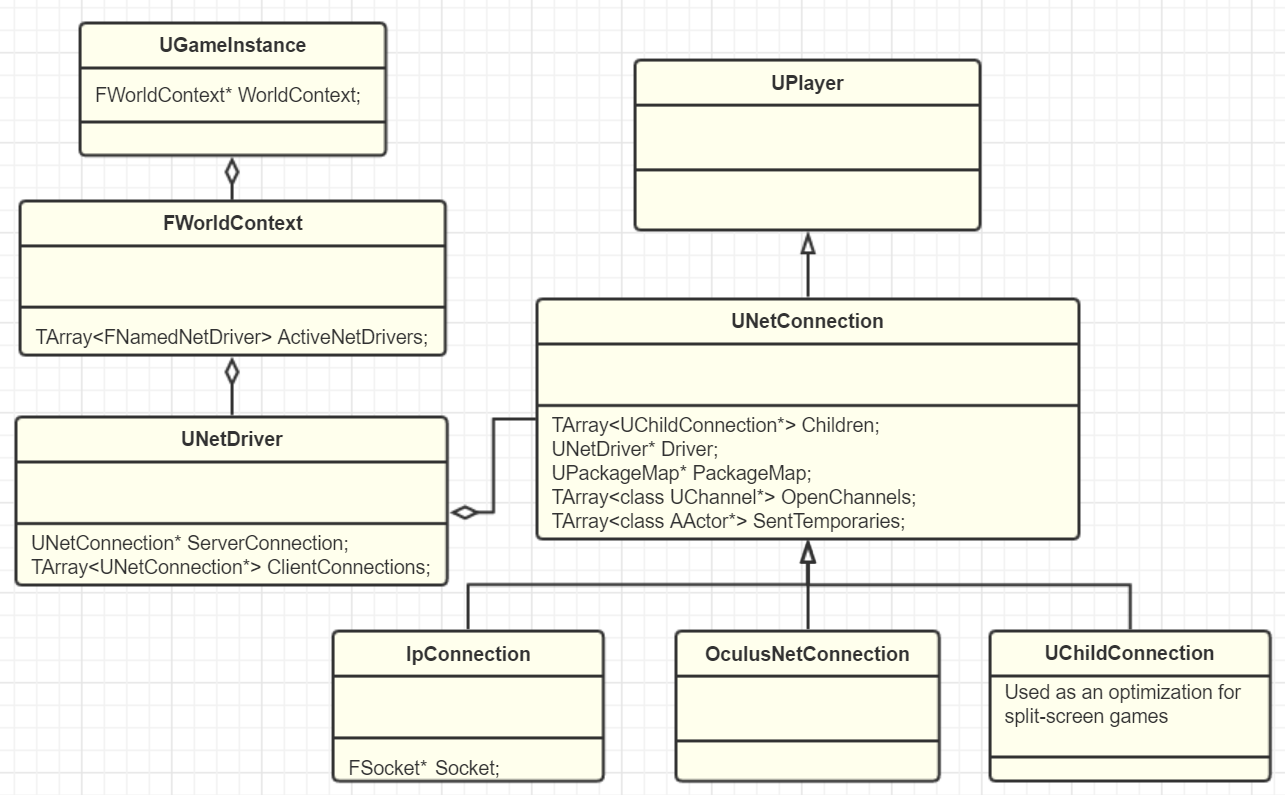 UGameInstance
FWorldContext* WorldContext;
FWorldContext
TArray<FNamedNetDriver> ActiveNetDrivers;
UNetDriver
UNetConnection* ServerConnection;
TArray<UNetConnection*> ClientConnections;
UPlayer
UNetConnection
TArray<UChildConnection*> Children;
UNetDriver* Driver;
UPackageMap* PackageMap;
TArray<class UChannel*> OpenChannels;
TArray<class AActor*> SentTemporaries;
IpConnection
FSocket* Socket;
OculusNetConnection
UChildConnection
Used as an optimization for
split-screen games